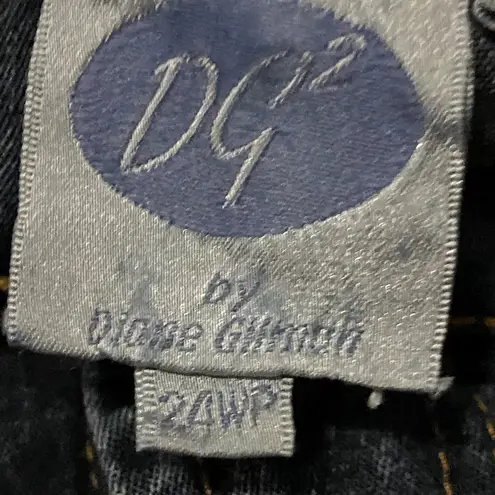 DG²
by
Diane Gilman
24WP